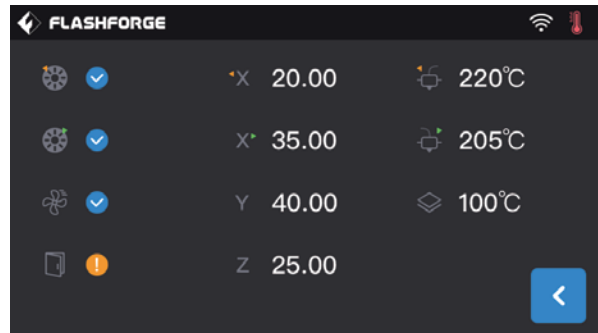 FLASHFORGE
X 20.00 220℃
X 35.00 205℃
Y 40.00 100℃
Z 25.00